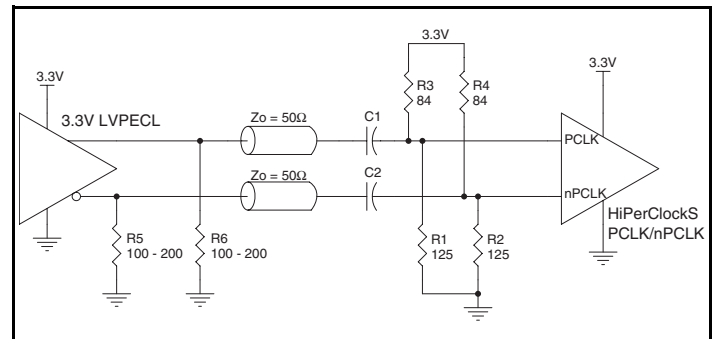 3.3V
3.3V
3.3V
R3
84
R4
84
3.3V LVPECL
Zo = 50Ω
C1
PCLK
Zo = 50Ω
C2
nPCLK
HiPerClockS
PCLK/nPCLK
R5
100 - 200
R6
100 - 200
R1
125
R2
125